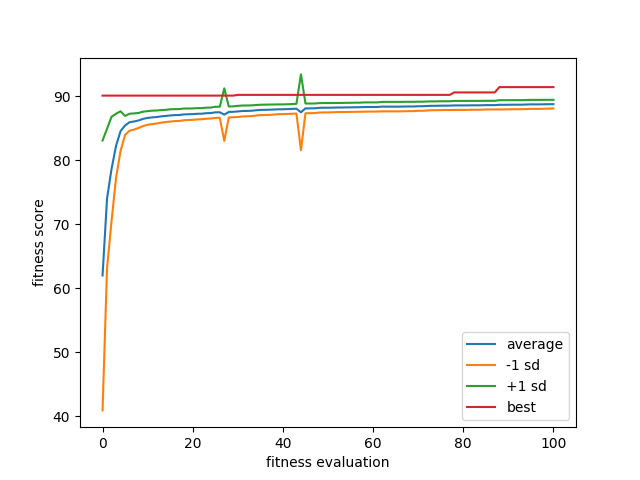 90
80
70
60
50
40
fitness score
0 20 40 60 80 100
fitness evaluation
average
-1 sd
+1 sd
best